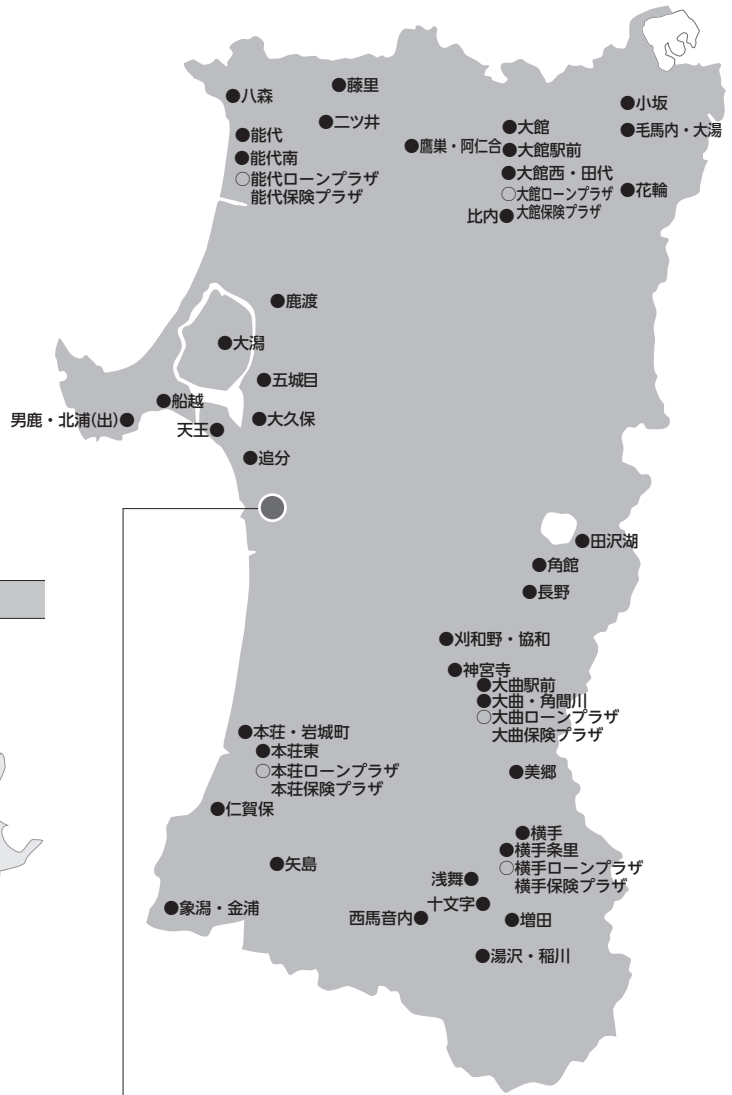 ●八森
●藤里
●二ツ井
●能代
●能代南
○能代ローンプラザ
能代保険プラザ
●鷹巣・阿仁合
●大館
●大館駅前
●大館西・田代
○大館ローンプラザ
大館保険プラザ
比内●
●小坂
●毛馬内・大湯
●花輪
●鹿渡
●大潟
●五城目
●船越
男鹿・北浦(出)●
天王●
●大久保
●追分
●田沢湖
●角館
●長野
●刈和野・協和
●神宮寺
●大曲駅前
●大曲・角間川
○大曲ローンプラザ
大曲保険プラザ
●本荘・岩城町
●本荘東
○本荘ローンプラザ
本荘保険プラザ
●美郷
●仁賀保
●横手
●横手条里
○横手ローンプラザ
横手保険プラザ
●矢島
浅舞●
十文字●
●象潟・金浦
西馬音内●
●増田
●湯沢・稲川